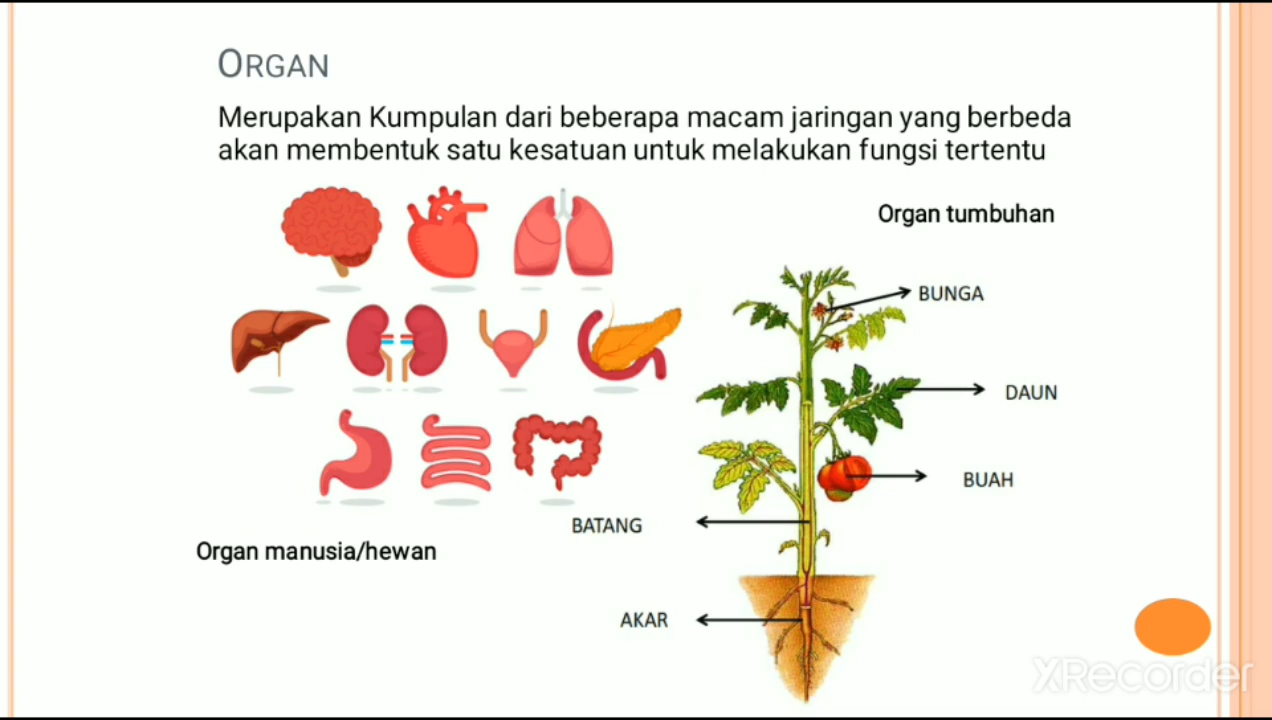 ORGAN
Merupakan Kumpulan dari beberapa macam jaringan yang berbeda
akan membentuk satu kesatuan untuk melakukan fungsi tertentu
Organ tumbuhan
BUNGA
DAUN
BUAH
BATANG
Organ manusia/hewan
AKAR
XRecorder